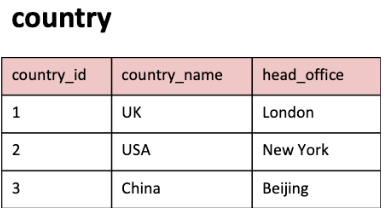 country
country_id country_name head_office
1 UK London
2 USA New York
3 China Beijing